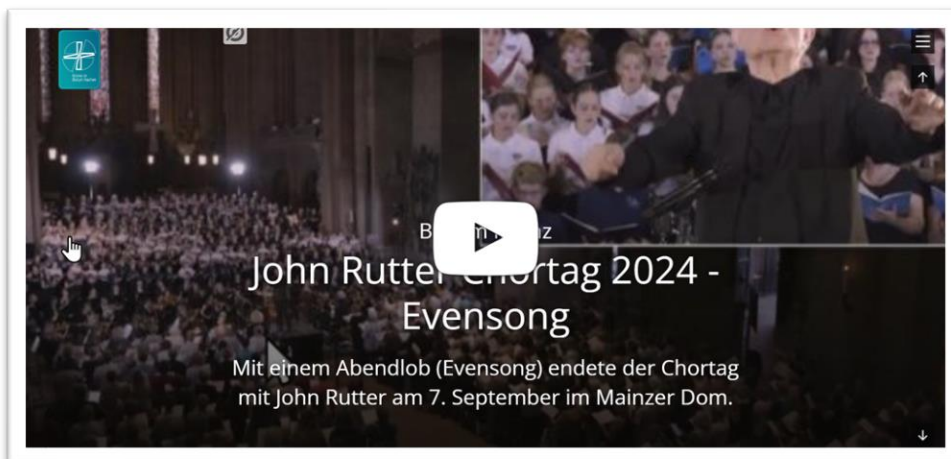 John Rutter Chortag 2024 -
Evensong
Mit einem Abendlob (Evensong) endete der Chortag
mit John Rutter am 7. September im Mainzer Dom.